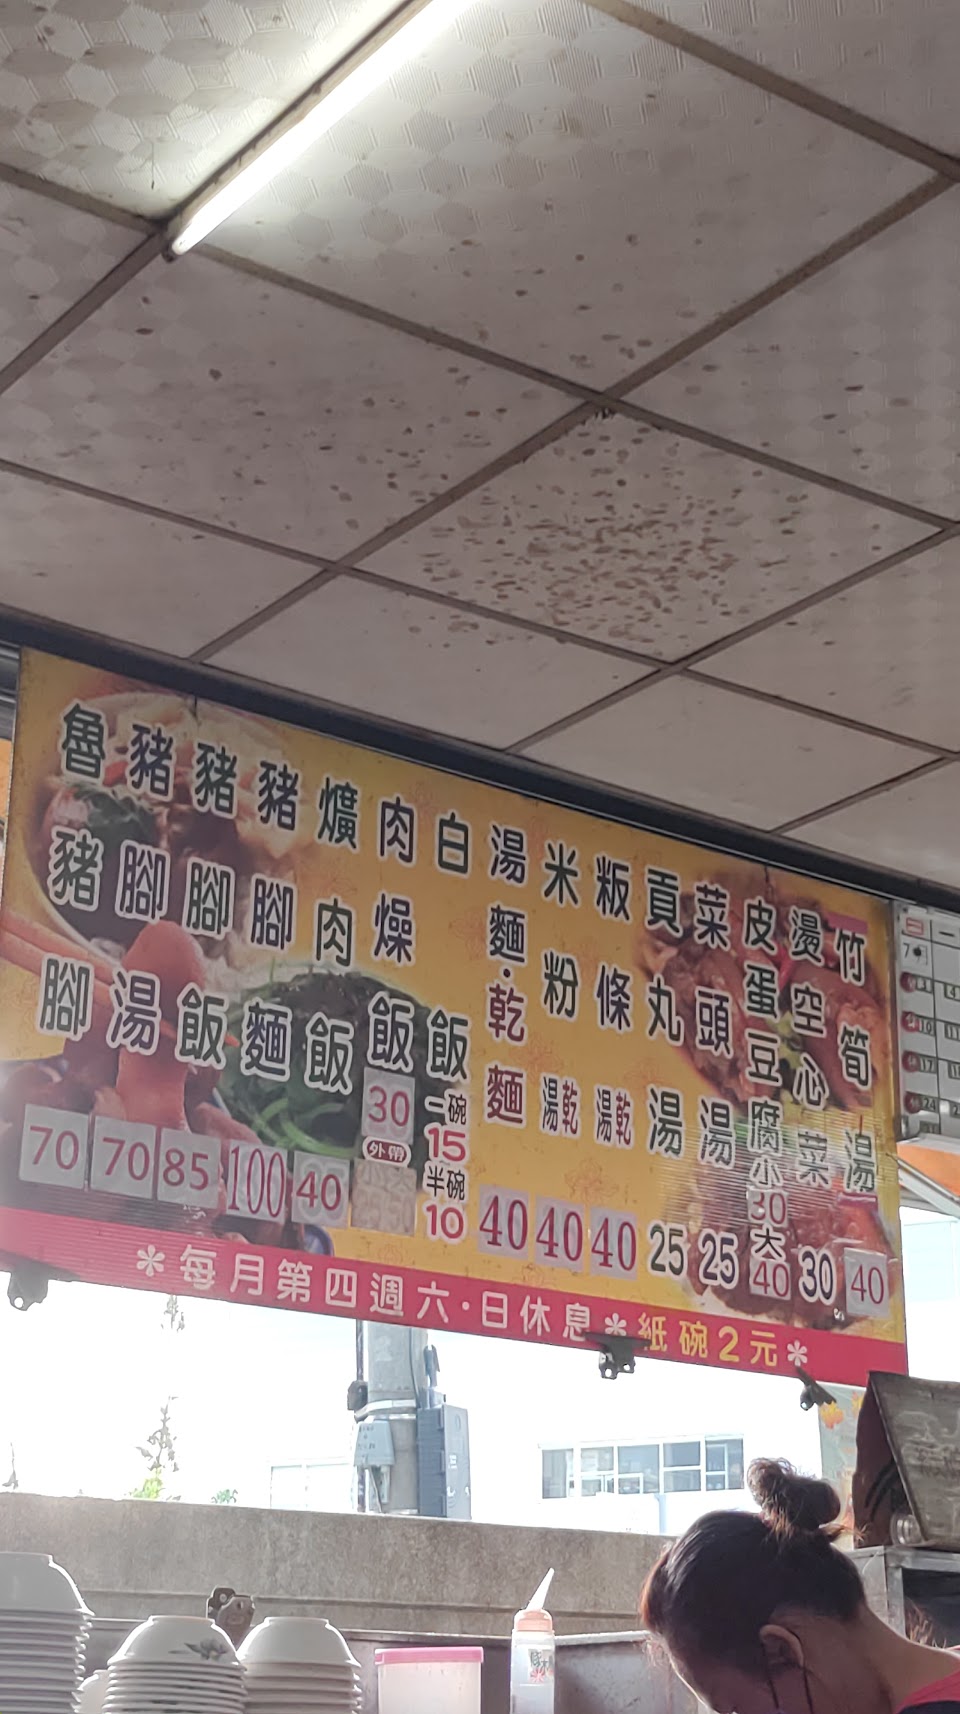 魯豬腳 70
豬腳湯 70
豬腳飯 85
豬腳麵 100
爌肉飯 40
肉燥飯 30 外帶
白飯 一碗 15 半碗 10
湯麵·乾麵 40
米粉 湯乾 40
粄條 湯乾 40
貢丸湯 25
菜頭湯 25
皮蛋豆腐 小 30 大 40
燙空心菜 30
竹筍湯 40
*每月第四週六·日休息*紙碗2元*